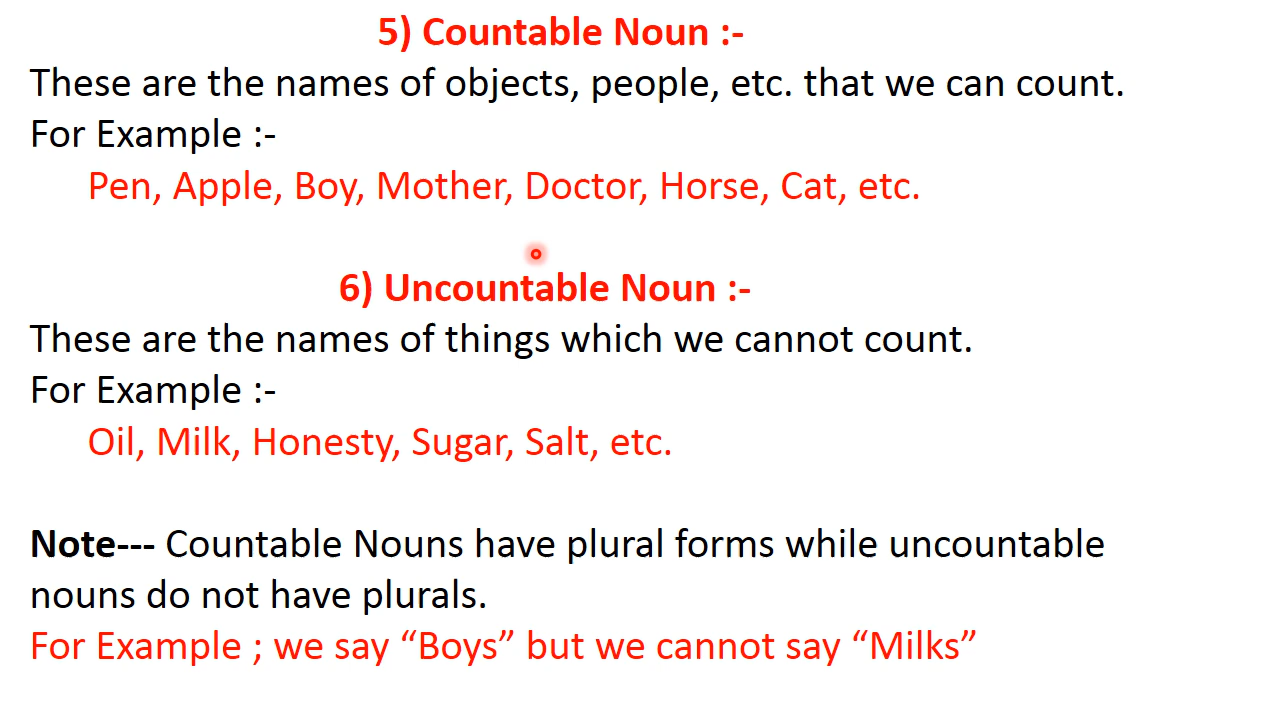 5) Countable Noun :-
These are the names of objects, people, etc. that we can count.
For Example :-
Pen, Apple, Boy, Mother, Doctor, Horse, Cat, etc.
6) Uncountable Noun :-
These are the names of things which we cannot count.
For Example :-
Oil, Milk, Honesty, Sugar, Salt, etc.
Note--- Countable Nouns have plural forms while uncountable
nouns do not have plurals.
For Example ; we say “Boys” but we cannot say “Milks”